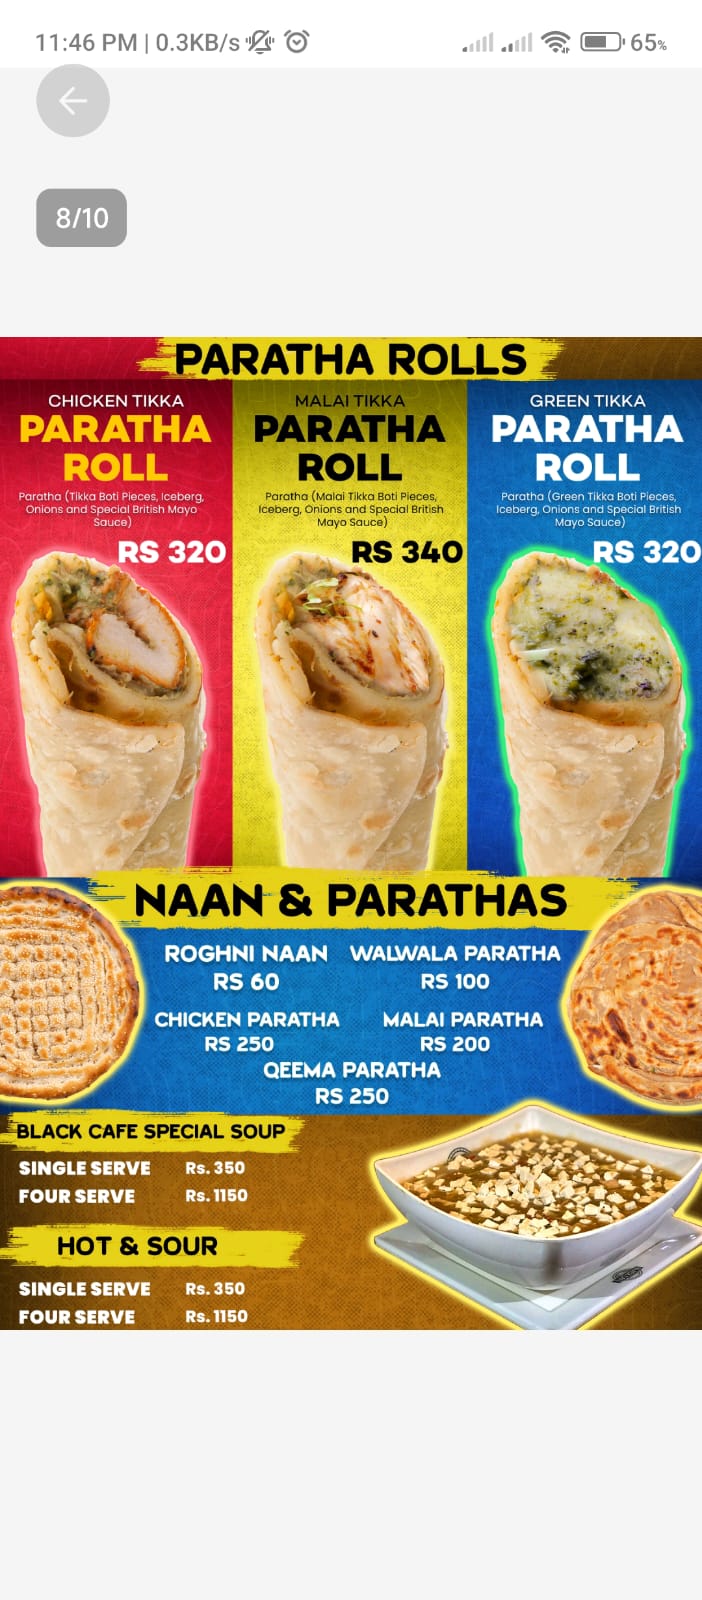 11:46 PM | 0.3KB/s
65%
8/10
PARATHA ROLLS
CHICKEN TIKKA
PARATHA
ROLL
Paratha (Tikka Boti Pieces, Iceberg,
Onions and Special British Mayo
Sauce)
RS 320
MALAI TIKKA
PARATHA
ROLL
Paratha (Malai Tikka Boti Pieces,
Iceberg, Onions and Special British
Mayo Sauce)
RS 340
GREEN TIKKA
PARATHA
ROLL
Paratha (Green Tikka Boti Pieces,
Iceberg, Onions and Special British
Mayo Sauce)
RS 320
NAAN & PARATHAS
ROGHNI NAAN
RS 60
WALWALA PARATHA
RS 100
CHICKEN PARATHA
RS 250
MALAI PARATHA
RS 200
QEEMA PARATHA
RS 250
BLACK CAFE SPECIAL SOUP
SINGLE SERVE Rs. 350
FOUR SERVE Rs. 1150
HOT & SOUR
SINGLE SERVE Rs. 350
FOUR SERVE Rs. 1150